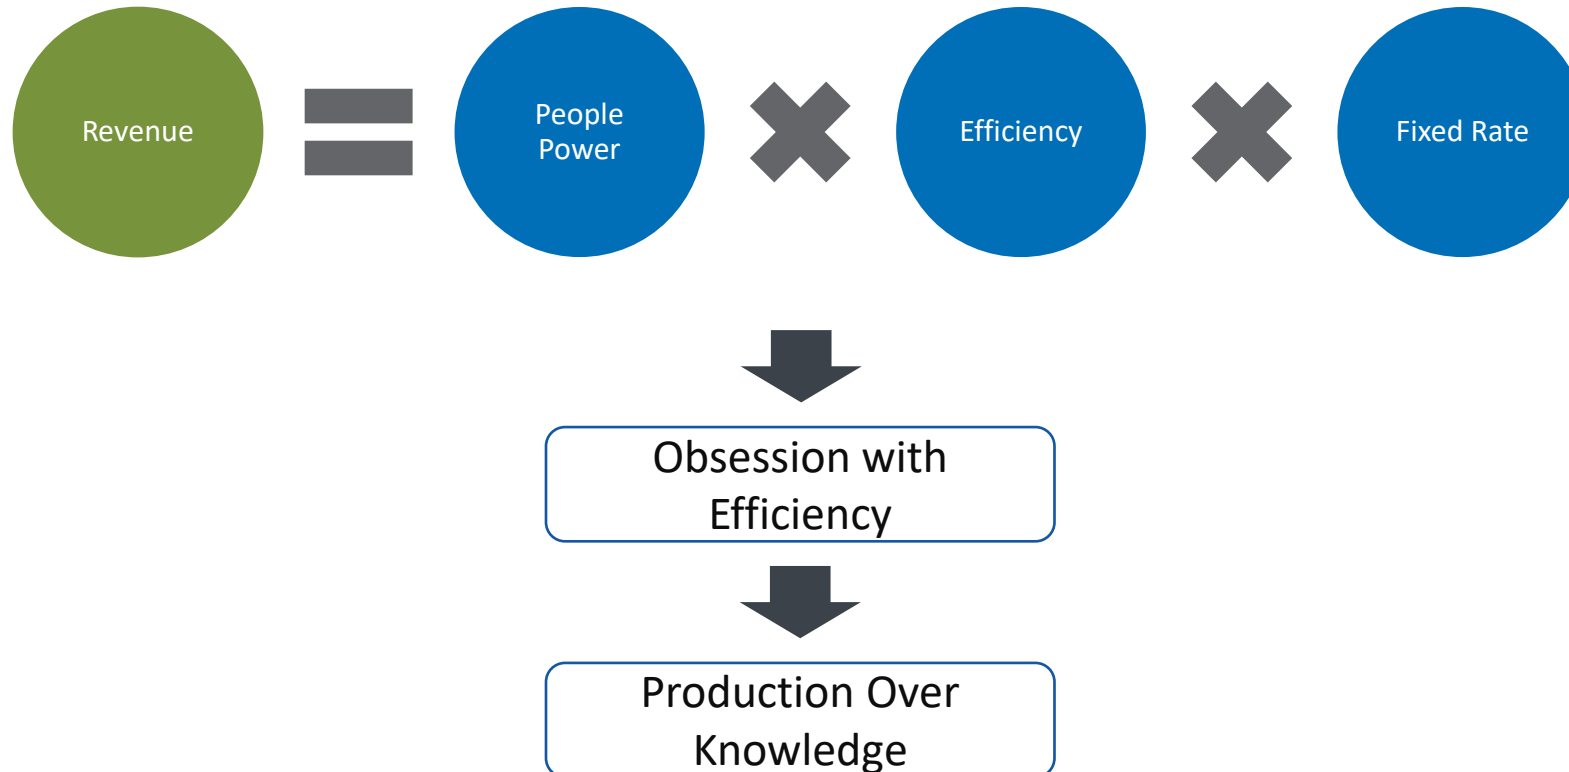 Revenue
People
Power
Efficiency
Fixed Rate
Obsession with
Efficiency
Production Over
Knowledge